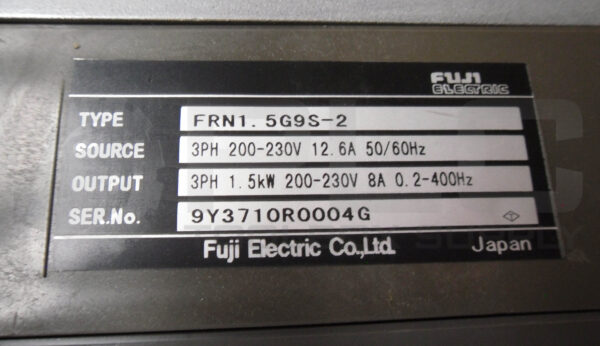 FUJI
ELECTRIC
TYPE FRN1.5G9S-2
SOURCE 3PH 200-230V 12.6A 50/60Hz
OUTPUT 3PH 1.5kW 200-230V 8A 0.2-400Hz
SER.No. 9Y3710R0004G
Fuji Electric Co.,Ltd. Japan